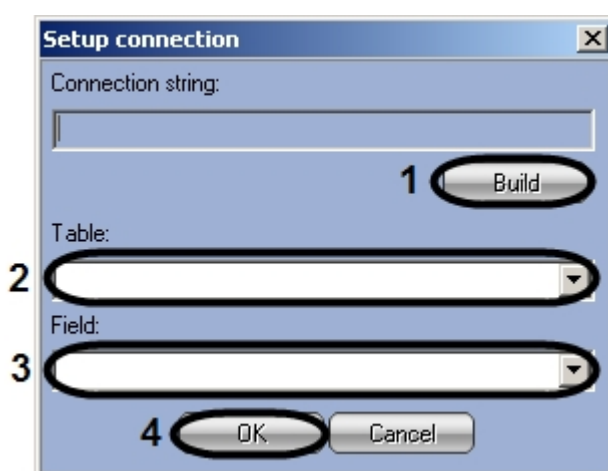 Setup connection
Connection string:
1 Build
Table:
2
Field:
3
4 OK Cancel